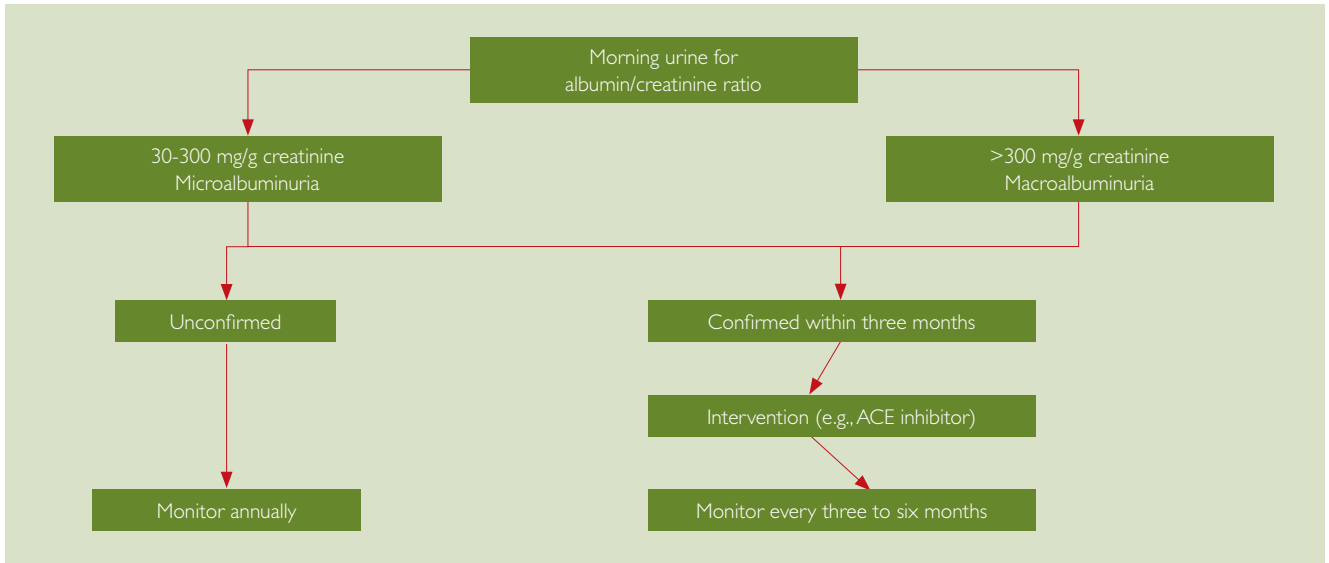 Morning urine for
albumin/creatinine ratio
30-300 mg/g creatinine
Microalbuminuria
>300 mg/g creatinine
Macroalbuminuria
Unconfirmed
Confirmed within three months
Intervention (e.g., ACE inhibitor)
Monitor annually
Monitor every three to six months